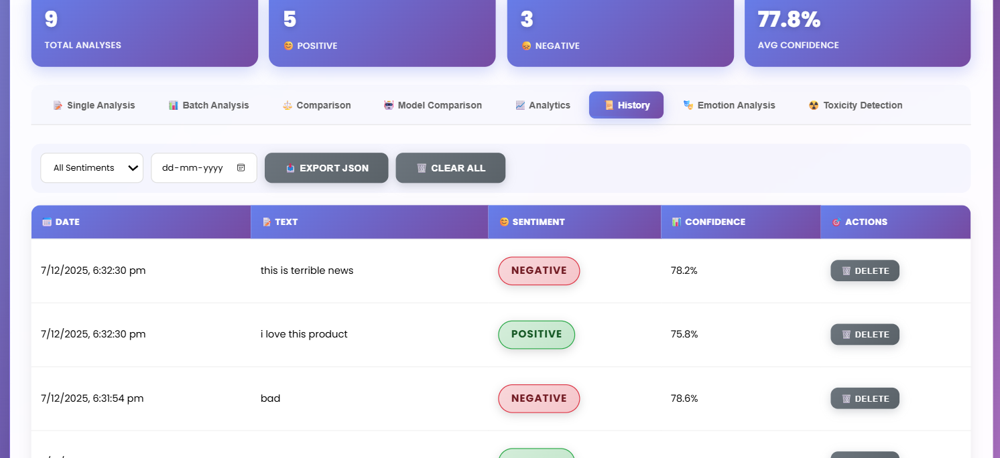 9 5 3 77.8%
TOTAL ANALYSES 😊 POSITIVE 😞 NEGATIVE AVG CONFIDENCE
📝 Single Analysis 📊 Batch Analysis ⚖️ Comparison 🤖 Model Comparison 📈 Analytics 📜 History 🎭 Emotion Analysis ☢️ Toxicity Detection
All Sentiments dd-mm-yyyy 📤 EXPORT JSON 🗑️ CLEAR ALL
📅 DATE 📝 TEXT 😊 SENTIMENT 📊 CONFIDENCE 🎯 ACTIONS
7/12/2025, 6:32:30 pm this is terrible news NEGATIVE 78.2% 🗑️ DELETE
7/12/2025, 6:32:30 pm i love this product POSITIVE 75.8% 🗑️ DELETE
7/12/2025, 6:31:54 pm bad NEGATIVE 78.6% 🗑️ DELETE